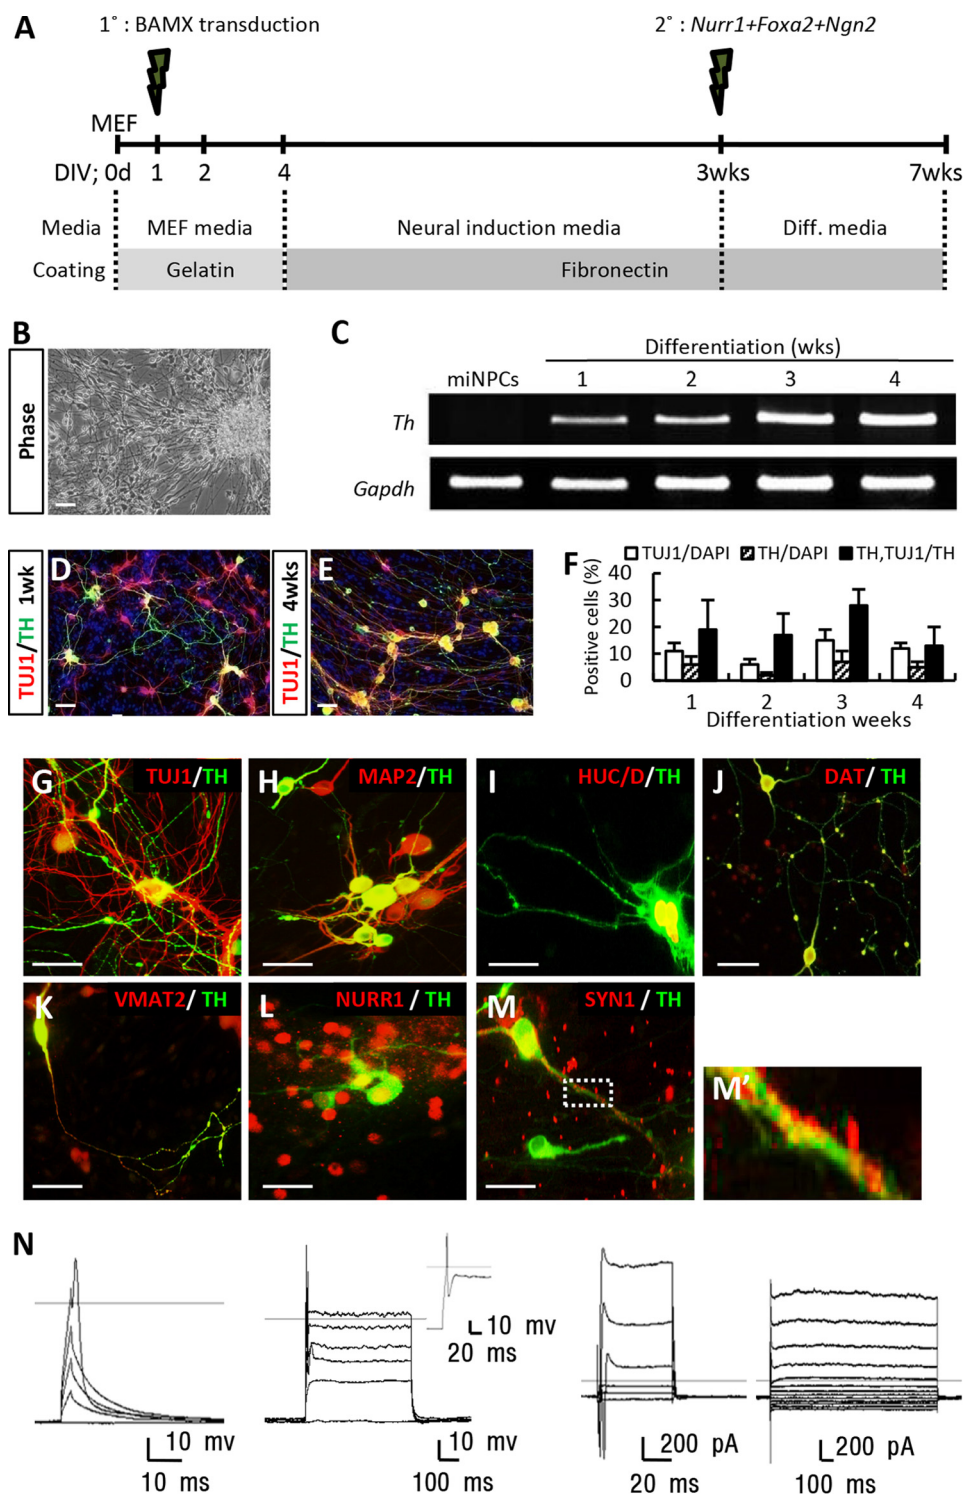 A
1° : BAMX transduction
2° : Nurr1+Foxa2+Ngn2
MEF
DIV; 0d 1 2 4 3wks 7wks
Media MEF media Neural induction media Diff. media
Coating Gelatin Fibronectin
B
Phase
C
Differentiation (wks)
miNPCs 1 2 3 4
Th
Gapdh
D
TUJ1/TH 1wk
E
TUJ1/TH 4wks
F
TUJ1/DAPI TH/DAPI TH,TUJ1/TH
Positive cells (%)
40
30
20
10
0
1 2 3 4
Differentiation weeks
G TUJ1/TH
H MAP2/TH
I HUC/D/TH
J DAT/ TH
K VMAT2/ TH
L NURR1/ TH
M SYN1 / TH
M’
N
10 mv
20 ms
10 mv
10 ms
10 mv
100 ms
200 pA
20 ms
200 pA
100 ms